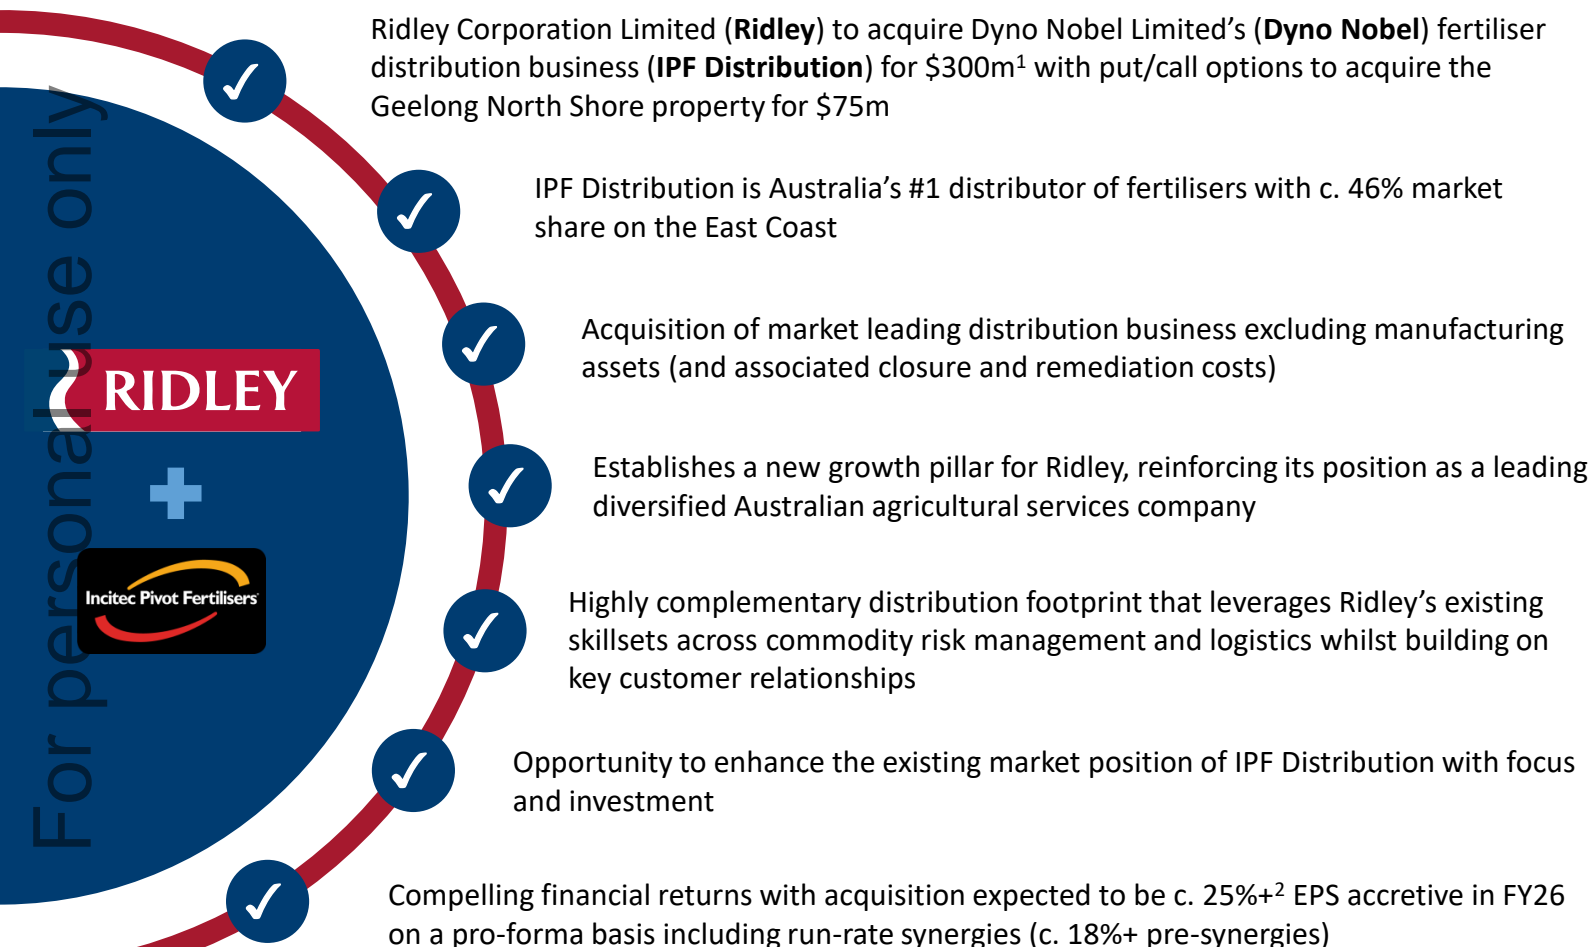 Ridley Corporation Limited (Ridley) to acquire Dyno Nobel Limited’s (Dyno Nobel) fertiliser
distribution business (IPF Distribution) for $300m¹ with put/call options to acquire the
Geelong North Shore property for $75m
IPF Distribution is Australia’s #1 distributor of fertilisers with c. 46% market
share on the East Coast
Acquisition of market leading distribution business excluding manufacturing
assets (and associated closure and remediation costs)
Establishes a new growth pillar for Ridley, reinforcing its position as a leading
diversified Australian agricultural services company
Highly complementary distribution footprint that leverages Ridley’s existing
skillsets across commodity risk management and logistics whilst building on
key customer relationships
Opportunity to enhance the existing market position of IPF Distribution with focus
and investment
Compelling financial returns with acquisition expected to be c. 25%+² EPS accretive in FY26
on a pro-forma basis including run-rate synergies (c. 18%+ pre-synergies)
RIDLEY
+
Incitec Pivot Fertilisers
For personal use only